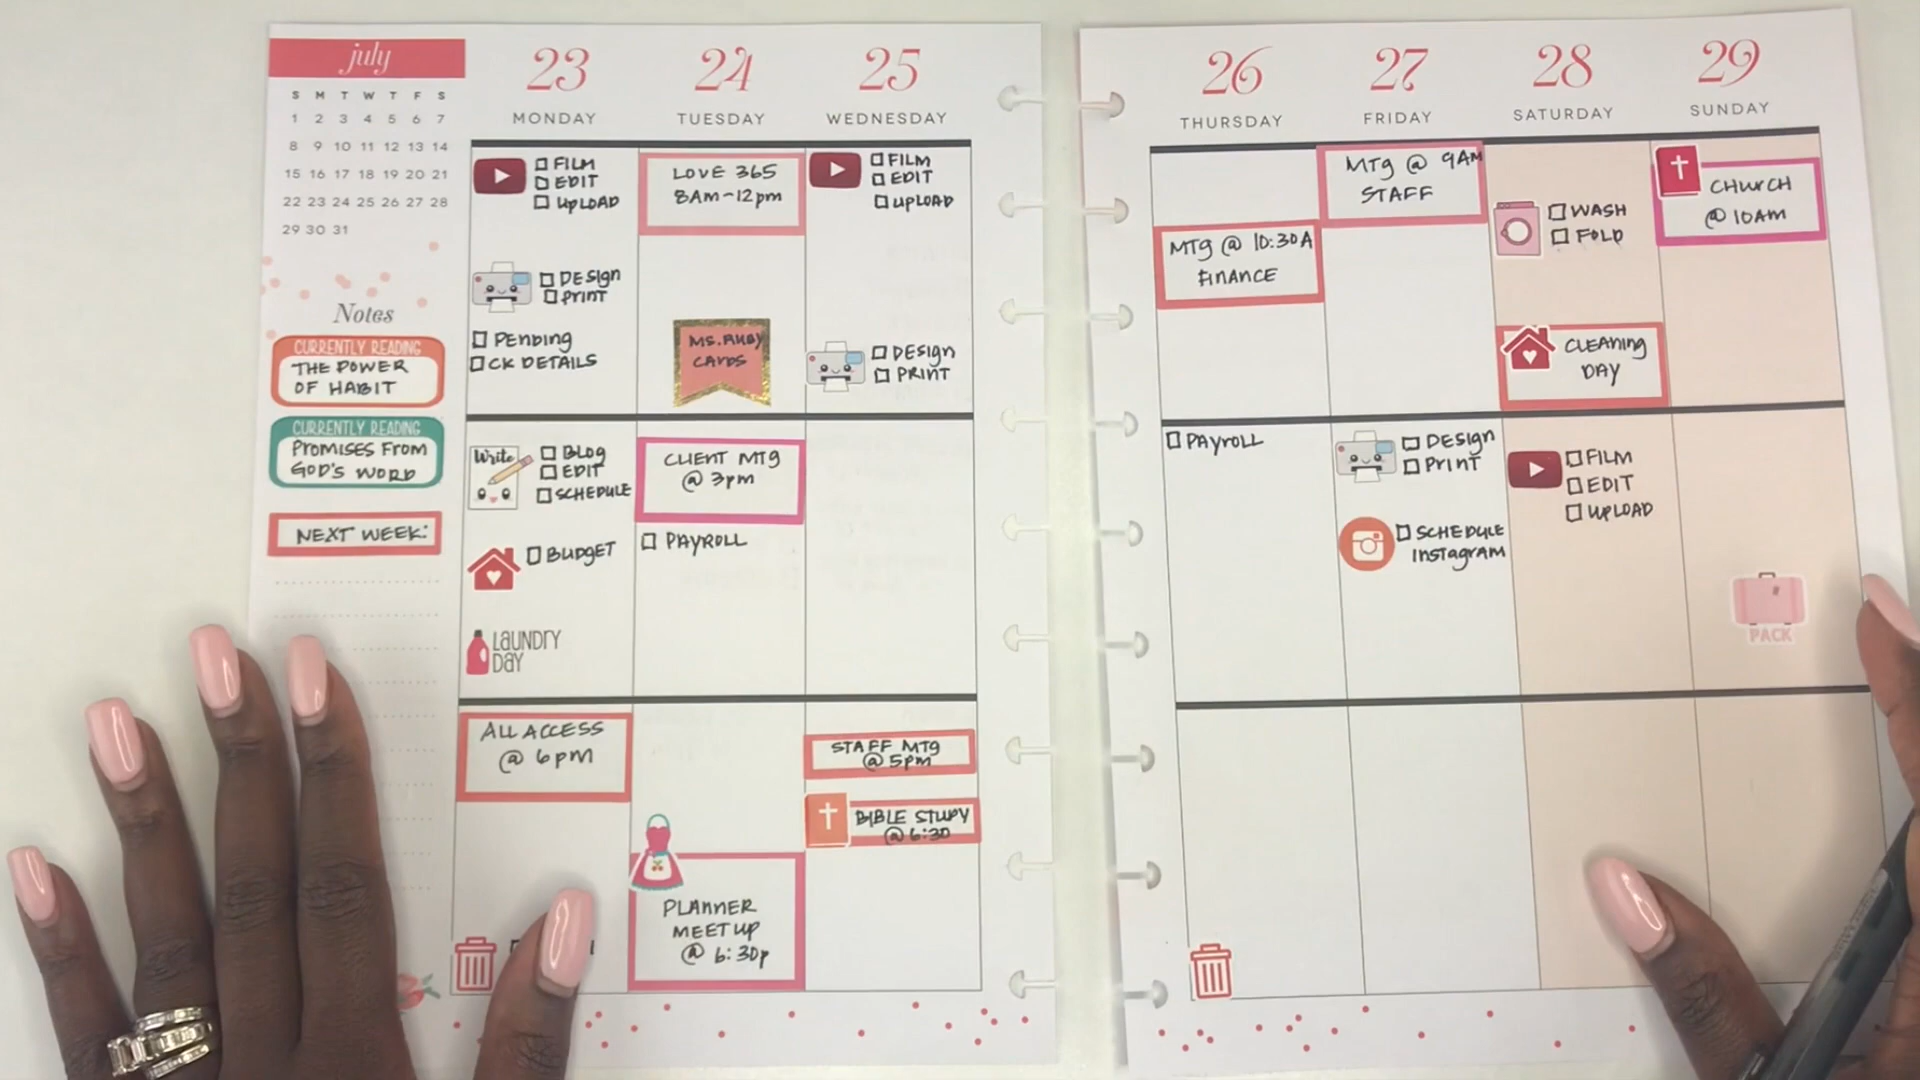 july
S M T W T F S
1 2 3 4 5 6 7
8 9 10 11 12 13 14
15 16 17 18 19 20 21
22 23 24 25 26 27 28
29 30 31
Notes
CURRENTLY READING
THE POWER
OF HABIT
CURRENTLY READING
PROMISES FROM
GOD'S WORD
NEXT WEEK:
23
MONDAY
FILM
EDIT
UPLOAD
DESIGN
PRINT
PENDING
CK DETAILS
Write
BLOG
EDIT
SCHEDULE
BUDGET
LAUNDRY
DAY
ALL ACCESS
@ 6pm
24
TUESDAY
LOVE 365
8AM-12pm
MS. RUBY
CARDS
CLIENT MTG
@ 3pm
PAYROLL
PLANNER
MEETUP
@ 6:30p
25
WEDNESDAY
FILM
EDIT
UPLOAD
DESIGN
PRINT
STAFF MTG
@ 5pm
BIBLE STUDY
@ 6:30
26
THURSDAY
MTG @ 10:30A
FINANCE
PAYROLL
27
FRIDAY
MTG @ 9AM
STAFF
DESIGN
PRINT
SCHEDULE
INSTAGRAM
28
SATURDAY
WASH
FOLD
CLEANING
DAY
FILM
EDIT
UPLOAD
29
SUNDAY
CHURCH
@ 10AM
PACK